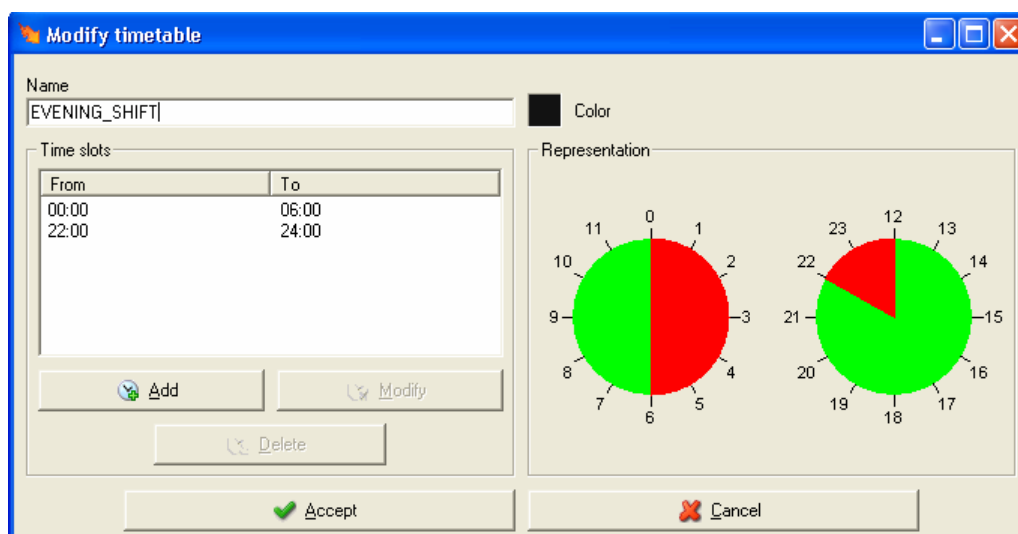 Modify timetable
Name
EVENING_SHIFT
Color
Time slots
From To
00:00 06:00
22:00 24:00
Add
Modify
Delete
Representation
0
1
2
3
4
5
6
7
8
9
10
11
12
13
14
15
16
17
18
19
20
21
22
23
Accept
Cancel